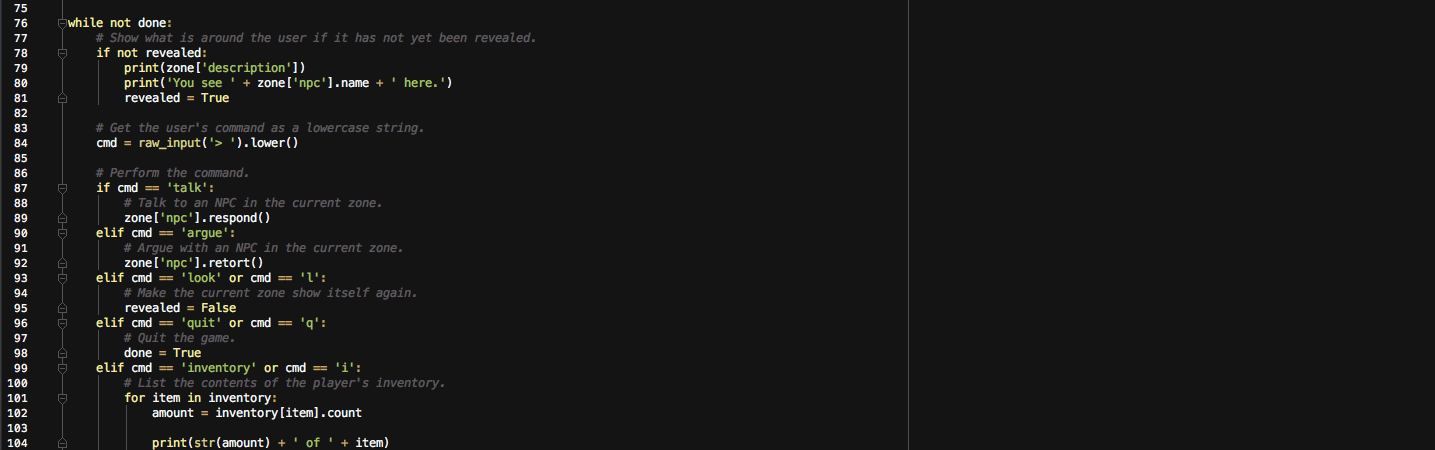 75
76 while not done:
77 # Show what is around the user if it has not yet been revealed.
78 if not revealed:
79 print(zone['description'])
80 print('You see ' + zone['npc'].name + ' here.')
81 revealed = True
82
83 # Get the user's command as a lowercase string.
84 cmd = raw_input('> ').lower()
85
86 # Perform the command.
87 if cmd == 'talk':
88 # Talk to an NPC in the current zone.
89 zone['npc'].respond()
90 elif cmd == 'argue':
91 # Argue with an NPC in the current zone.
92 zone['npc'].retort()
93 elif cmd == 'look' or cmd == 'l':
94 # Make the current zone show itself again.
95 revealed = False
96 elif cmd == 'quit' or cmd == 'q':
97 # Quit the game.
98 done = True
99 elif cmd == 'inventory' or cmd == 'i':
100 # List the contents of the player's inventory.
101 for item in inventory:
102 amount = inventory[item].count
103
104 print(str(amount) + ' of ' + item)